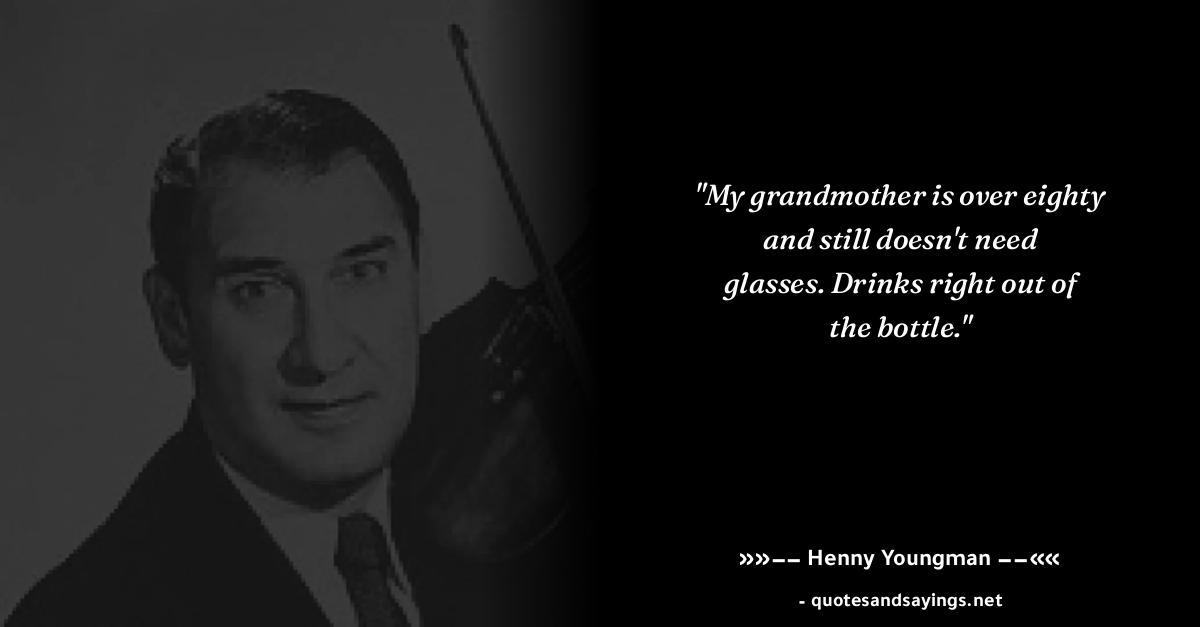 "My grandmother is over eighty
and still doesn't need
glasses. Drinks right out of
the bottle."
»»−− Henny Youngman −−««
- quotesandsayings.net